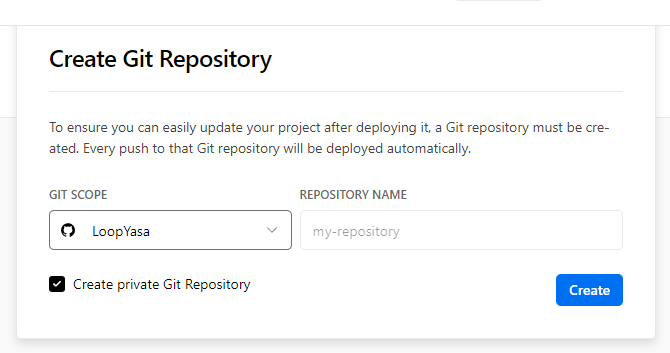 Create Git Repository
To ensure you can easily update your project after deploying it, a Git repository must be cre-
ated. Every push to that Git repository will be deployed automatically.
GIT SCOPE
REPOSITORY NAME
LoopYasa
my-repository
Create private Git Repository
Create